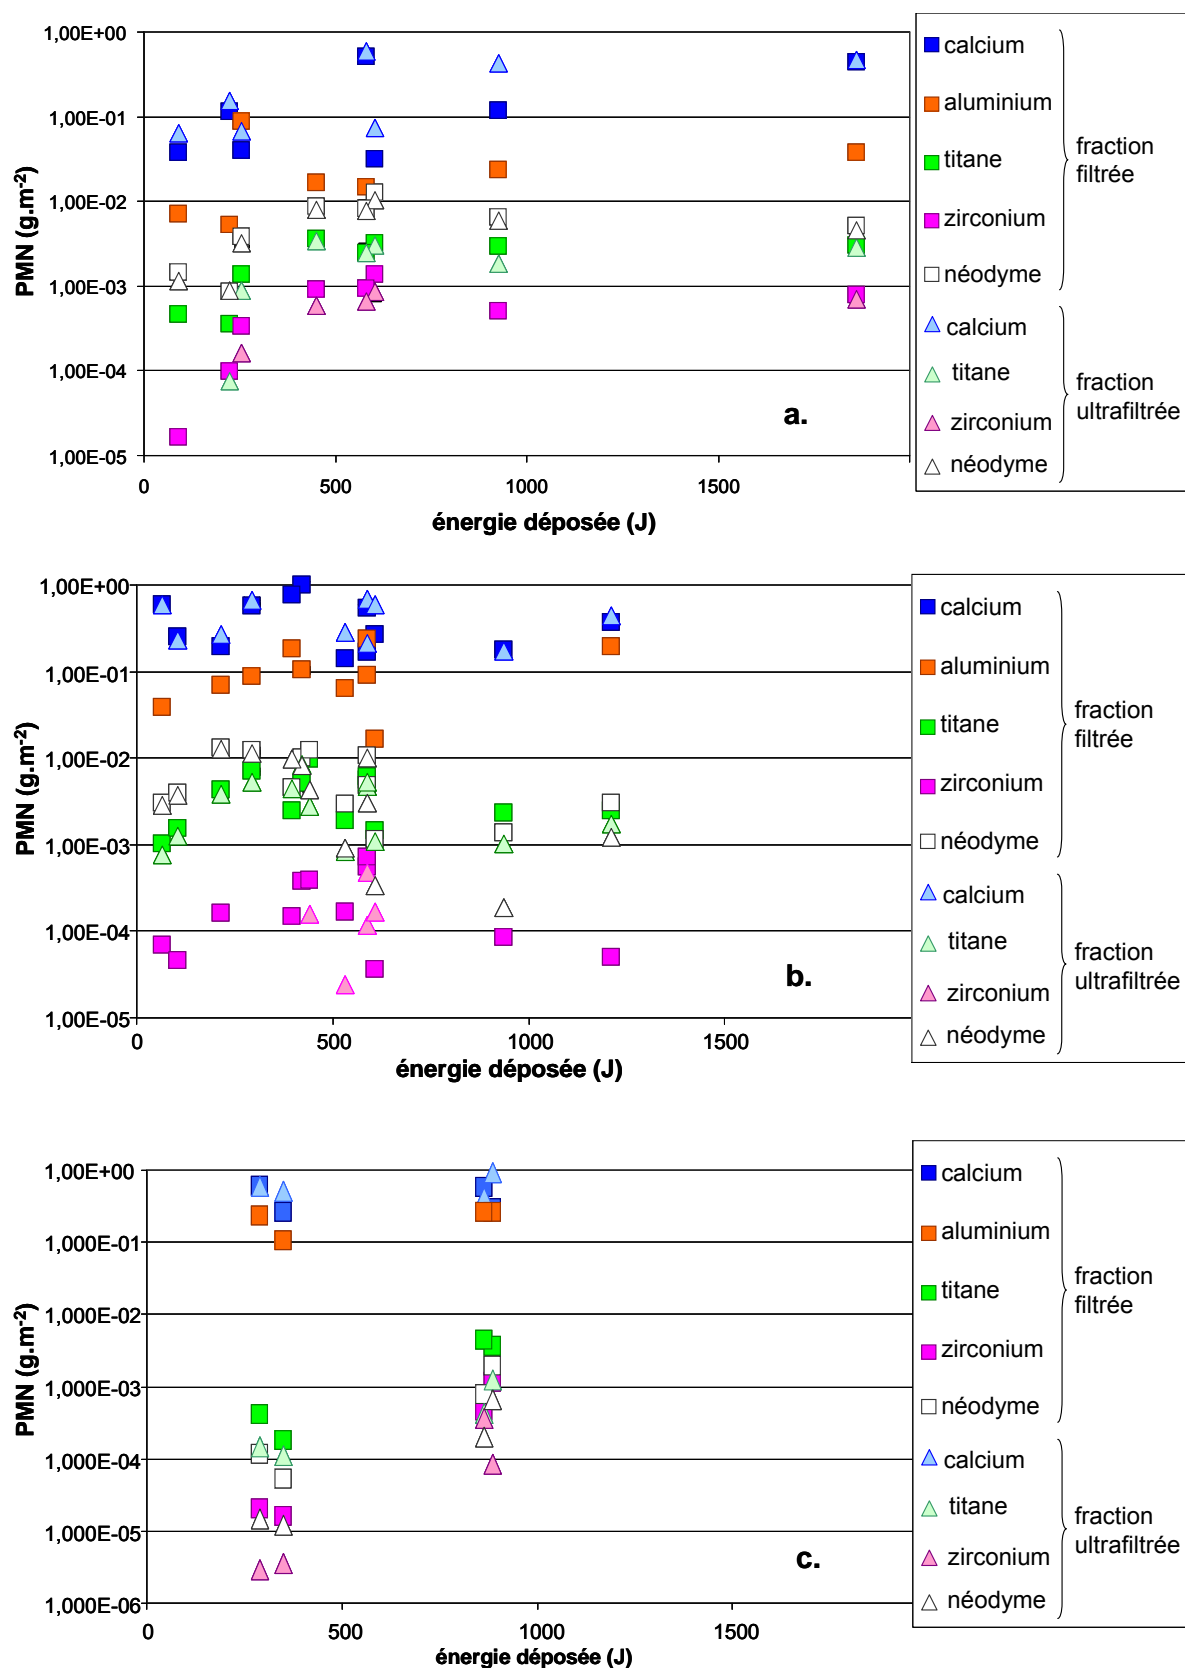 1,00E+00
1,00E-01
1,00E-02
1,00E-03
1,00E-04
1,00E-05
PMN (g.m-2)
0
500
1000
1500
énergie déposée (J)
a.
calcium
aluminium
titane
zirconium
néodyme
fraction
filtrée
calcium
titane
zirconium
néodyme
fraction
ultrafiltrée
1,00E+00
1,00E-01
1,00E-02
1,00E-03
1,00E-04
1,00E-05
PMN (g.m-2)
0
500
1000
1500
énergie déposée (J)
b.
calcium
aluminium
titane
zirconium
néodyme
fraction
filtrée
calcium
titane
zirconium
néodyme
fraction
ultrafiltrée
1,00E+00
1,000E-01
1,000E-02
1,000E-03
1,000E-04
1,000E-05
1,000E-06
PMN (g.m-2)
0
500
1000
1500
énergie déposée (J)
c.
calcium
aluminium
titane
zirconium
néodyme
fraction
filtrée
calcium
titane
zirconium
néodyme
fraction
ultrafiltrée